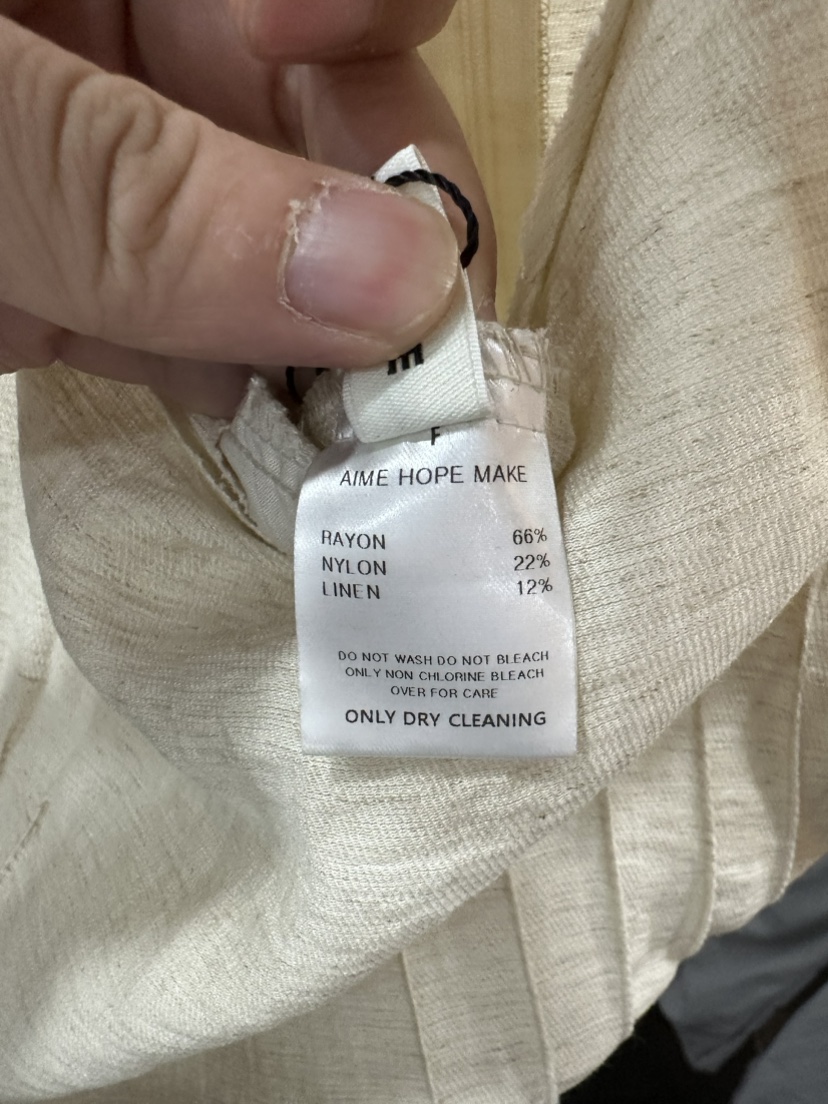 F
AIME HOPE MAKE
RAYON 66%
NYLON 22%
LINEN 12%
DO NOT WASH DO NOT BLEACH
ONLY NON CHLORINE BLEACH
OVER FOR CARE
ONLY DRY CLEANING